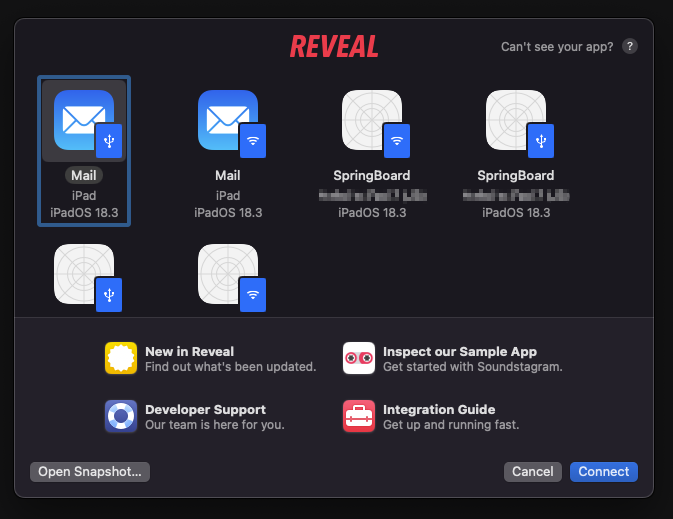 REVEAL
Can't see your app? ?
Mail
iPad
iPadOS 18.3
Mail
iPad
iPadOS 18.3
SpringBoard
iPadOS 18.3
SpringBoard
iPadOS 18.3
New in Reveal
Find out what's been updated.
Inspect our Sample App
Get started with Soundstagram.
Developer Support
Our team is here for you.
Integration Guide
Get up and running fast.
Open Snapshot...
Cancel
Connect